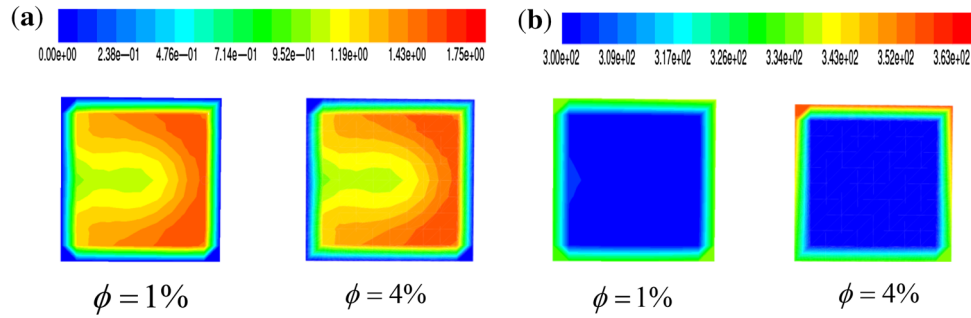 (a)
0.00e+00 2.38e-01 4.76e-01 7.14e-01 9.52e-01 1.19e+00 1.43e+00 1.75e+00
(b)
3.00e+02 3.09e+02 3.17e+02 3.26e+02 3.34e+02 3.43e+02 3.52e+02 3.63e+02
ϕ = 1%
ϕ = 4%
ϕ = 1%
ϕ = 4%